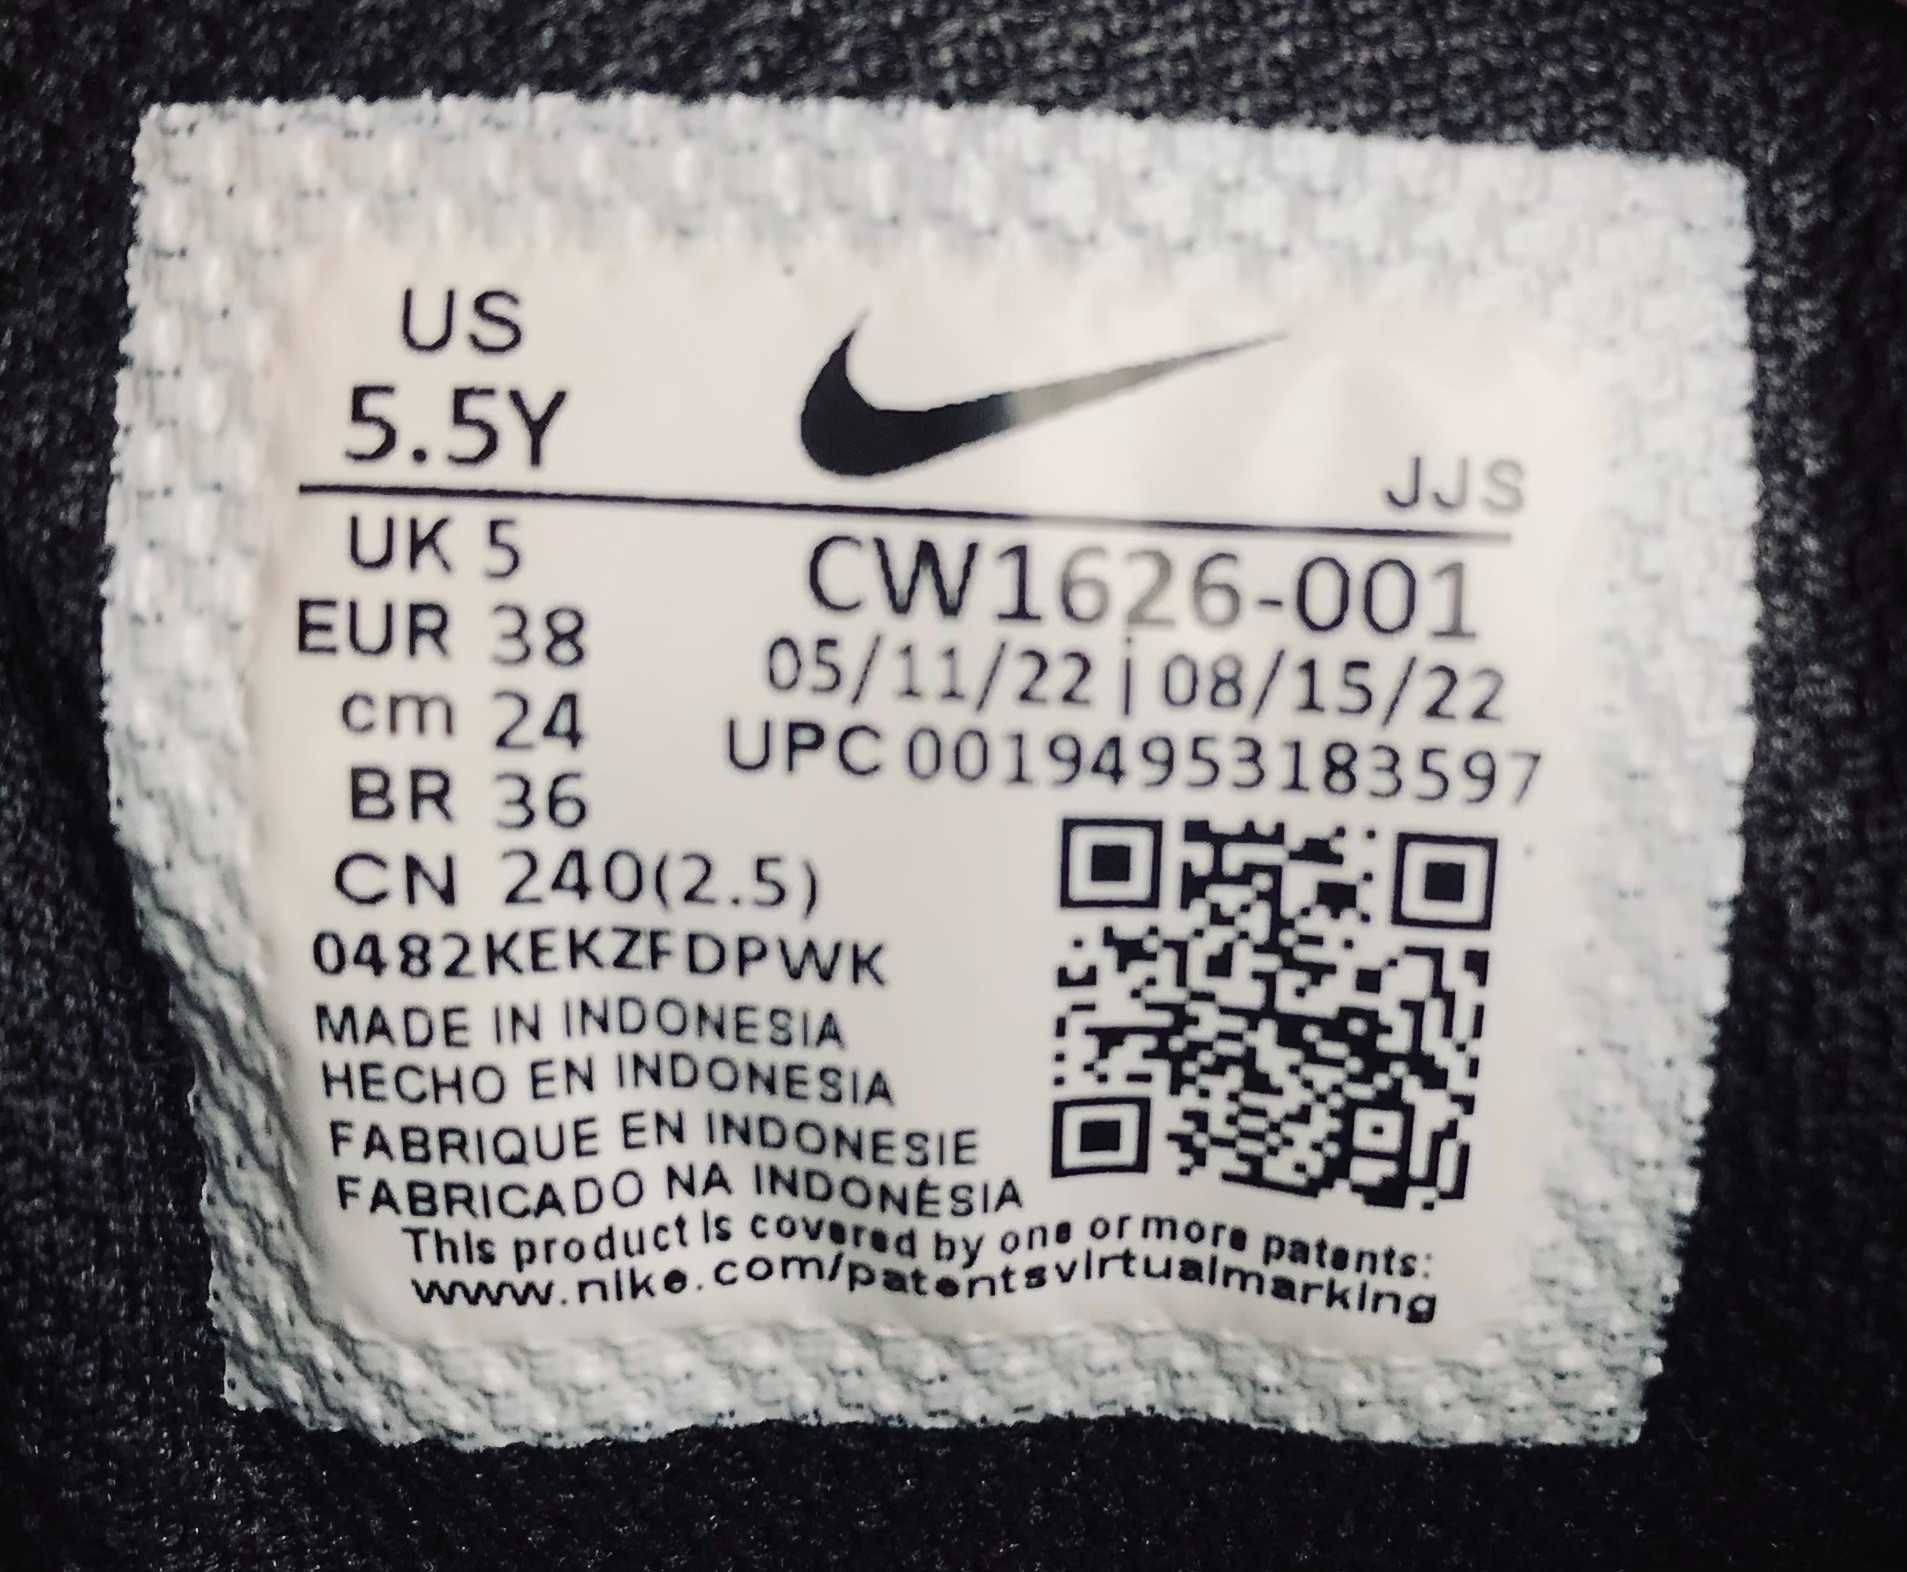 US
5.5Y
JJS
UK 5
EUR 38
cm 24
BR 36
CN 240(2.5)
CW1626-001
05/11/22 | 08/15/22
UPC 00194953183597
0482KEKZFDPWK
MADE IN INDONESIA
HECHO EN INDONESIA
FABRIQUE EN INDONESIE
FABRICADO NA INDONÉSIA
This product is covered by one or more patents:
www.nike.com/patentsvirtualmarking